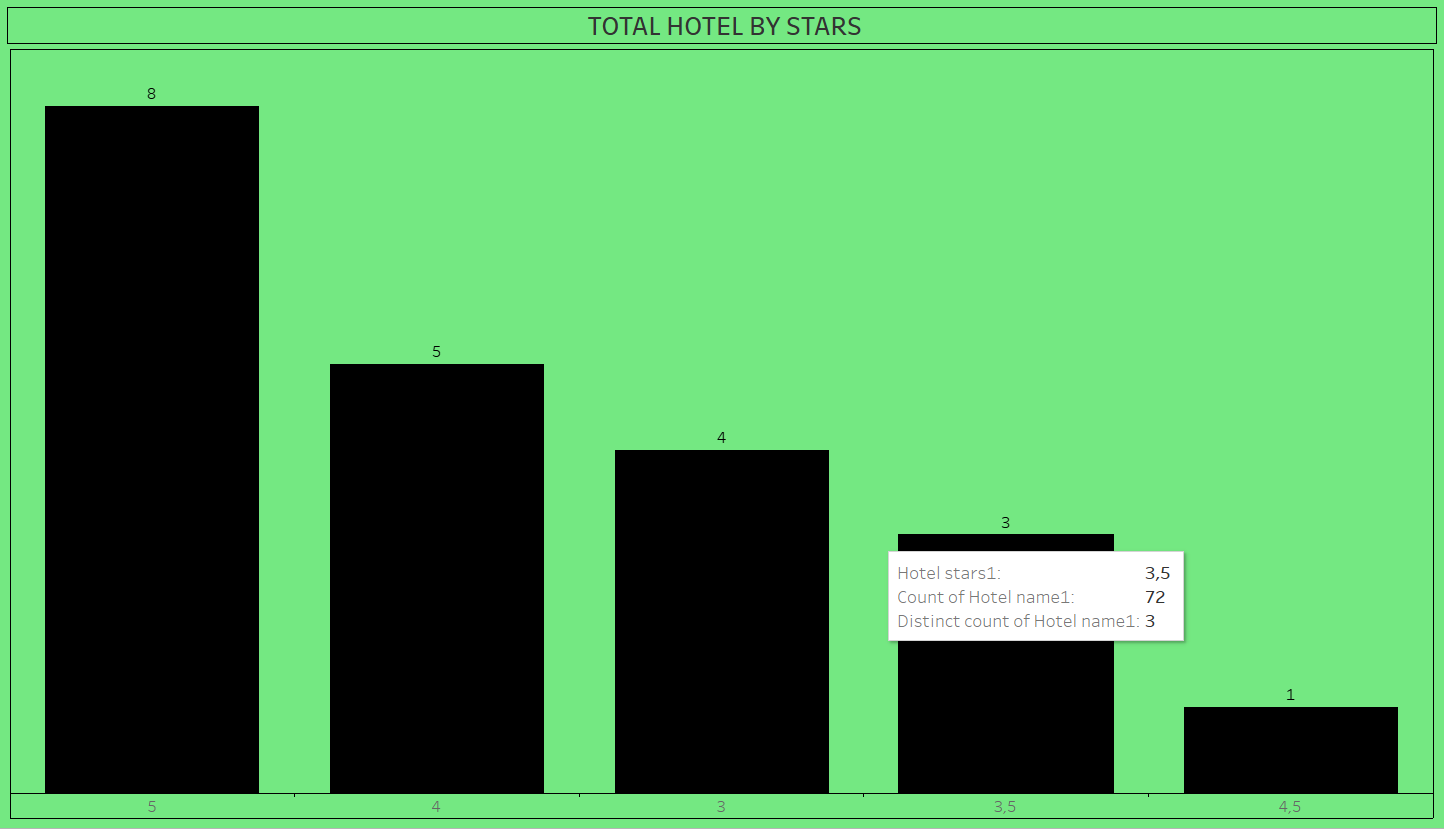 TOTAL HOTEL BY STARS
8
5
4
3
Hotel stars1: 3,5
Count of Hotel name1: 72
Distinct count of Hotel name1: 3
1
5 4 3 3,5 4,5